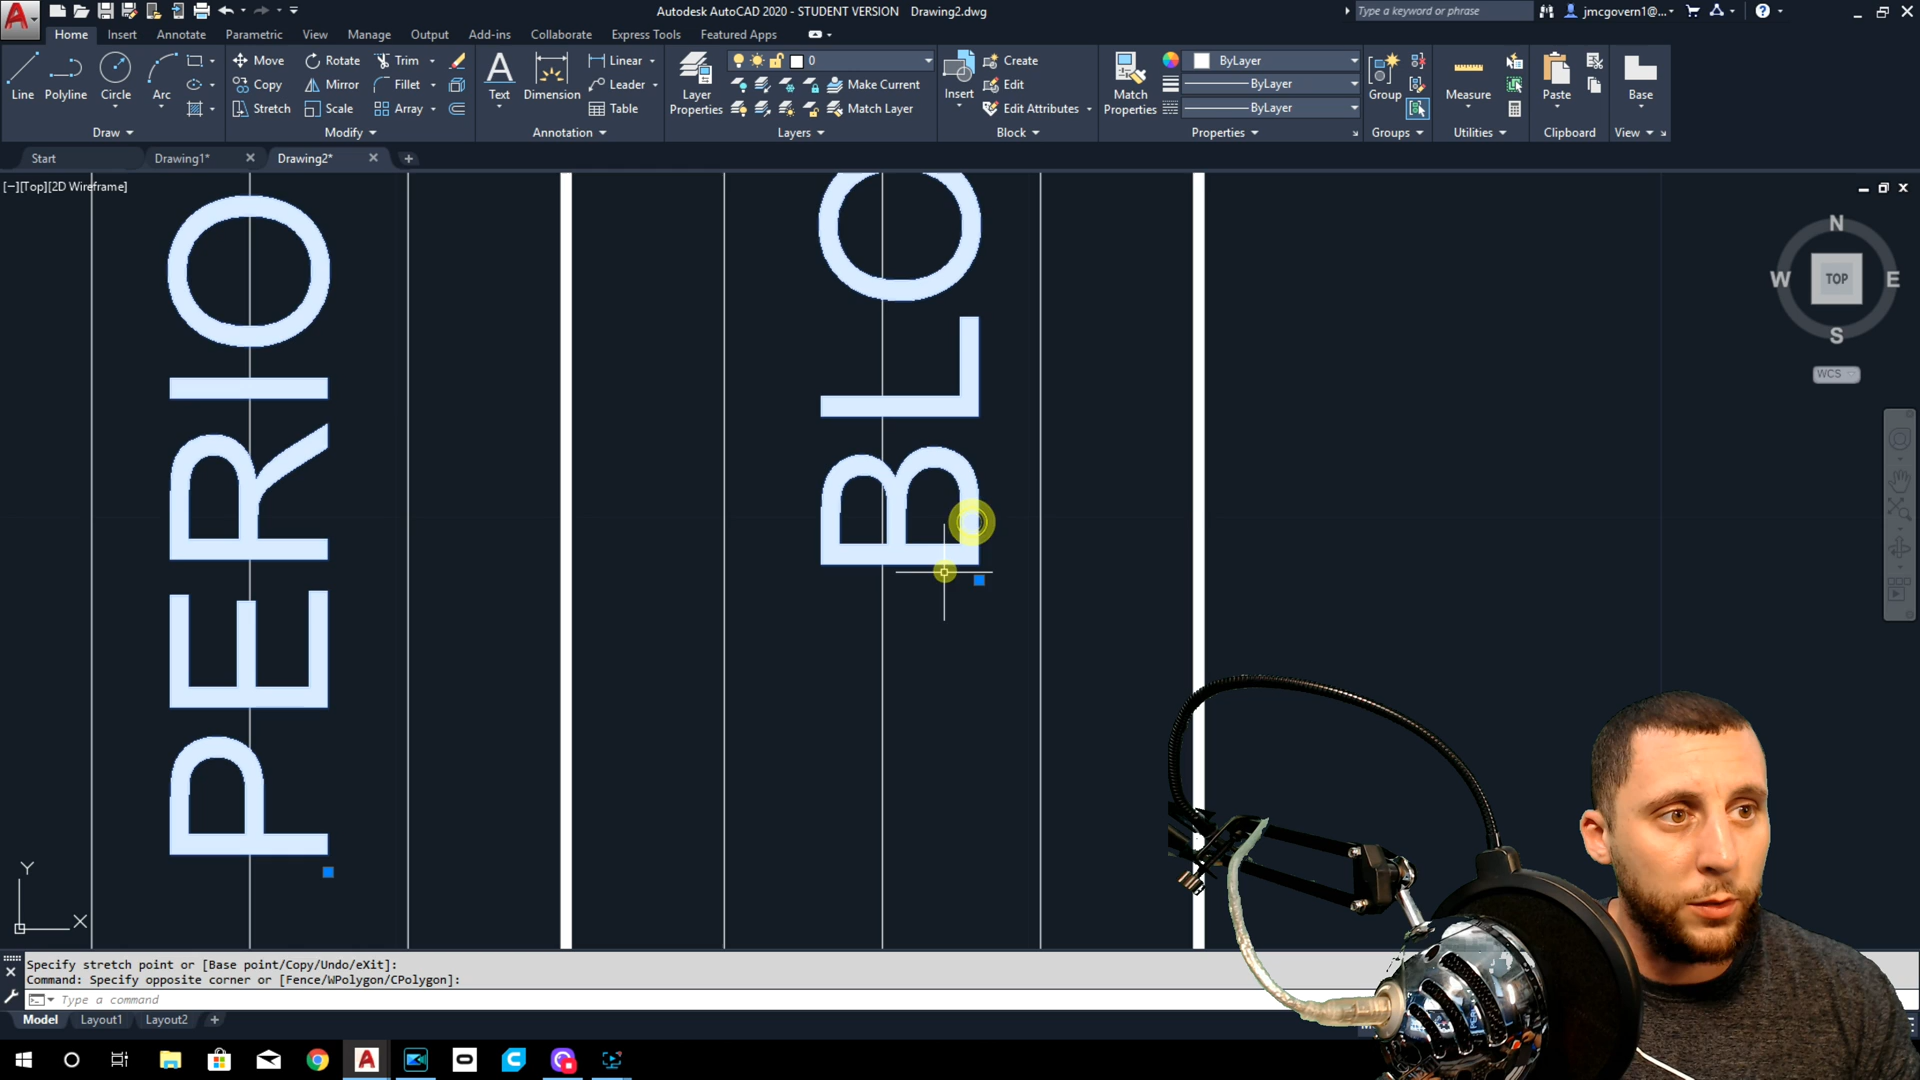 Autodesk AutoCAD 2020 - STUDENT VERSION Drawing2.dwg
Type a keyword or phrase
jmcgovern1@...
Home Insert Annotate Parametric View Manage Output Add-ins Collaborate Express Tools Featured Apps
Line Polyline Circle Arc
Move Rotate Trim
Copy Mirror Fillet
Stretch Scale Array
Text Dimension
Linear
Leader
Table
Layer Properties
0
Make Current
Match Layer
Insert
Create
Edit
Edit Attributes
Match Properties
ByLayer
ByLayer
ByLayer
Group
Measure
Paste
Base
Draw Modify Annotation Layers Block Properties Groups Utilities Clipboard View
Start Drawing1* Drawing2*
[−][Top][2D Wireframe]
N
W TOP E
S
WCS
PERIO
BLO
Y
X
Specify stretch point or [Base point/Copy/Undo/eXit]:
Command: Specify opposite corner or [Fence/WPolygon/CPolygon]:
Type a command
Model Layout1 Layout2